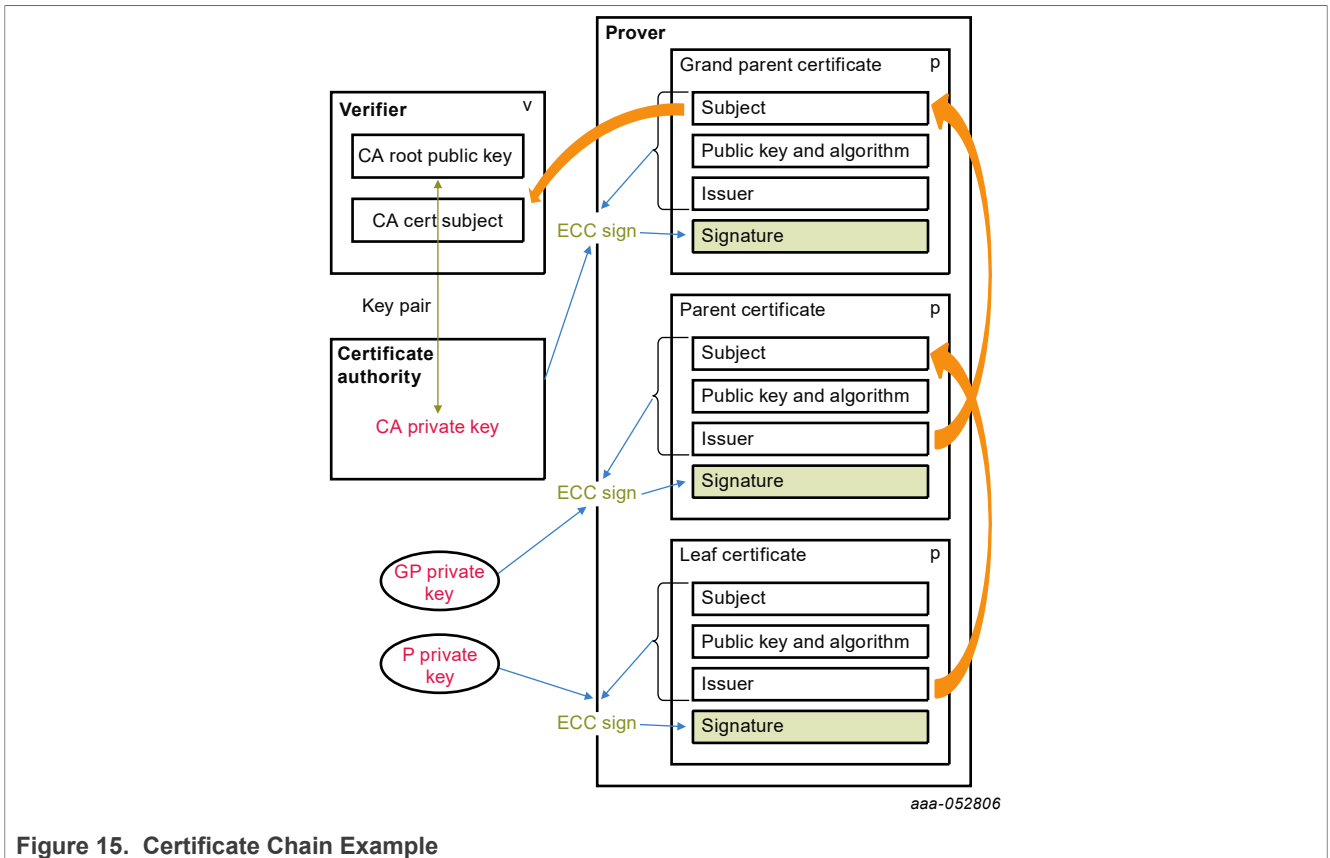 Prover
Grand parent certificate p
Subject
Public key and algorithm
Issuer
Signature
Verifier v
CA root public key
CA cert subject
ECC sign
Key pair
Certificate
authority
CA private key
Parent certificate p
Subject
Public key and algorithm
Issuer
Signature
ECC sign
GP private
key
P private
key
Leaf certificate p
Subject
Public key and algorithm
Issuer
Signature
ECC sign
aaa-052806
Figure 15. Certificate Chain Example